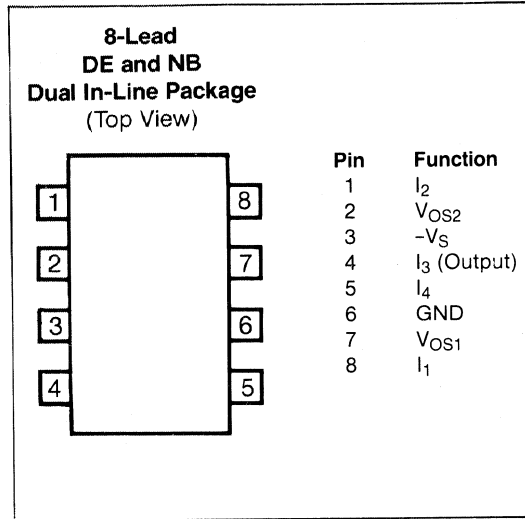 8-Lead
DE and NB
Dual In-Line Package
(Top View)
1 8
2 7
3 6
4 5
Pin Function
1 I2
2 VOS2
3 –VS
4 I3 (Output)
5 I4
6 GND
7 VOS1
8 I1